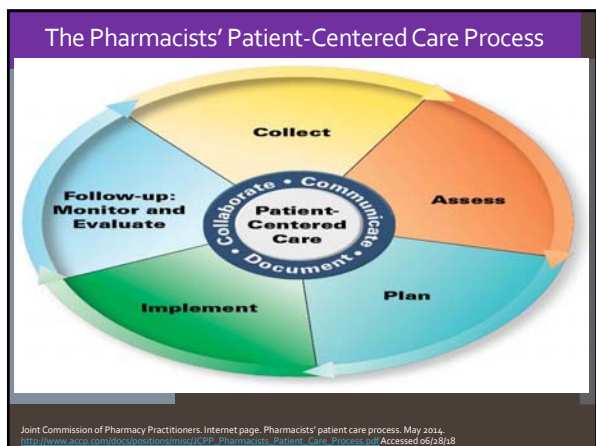 The Pharmacists’ Patient-Centered Care Process
Collect
Assess
Plan
Implement
Follow-up:
Monitor and
Evaluate
Collaborate • Communicate • Document •
Patient-
Centered
Care
Joint Commission of Pharmacy Practitioners. Internet page. Pharmacists’ patient care process. May 2014.
http://www.accp.com/docs/positions/misc/JCPP_Pharmacists_Patient_Care_Process.pdf Accessed 06/28/18